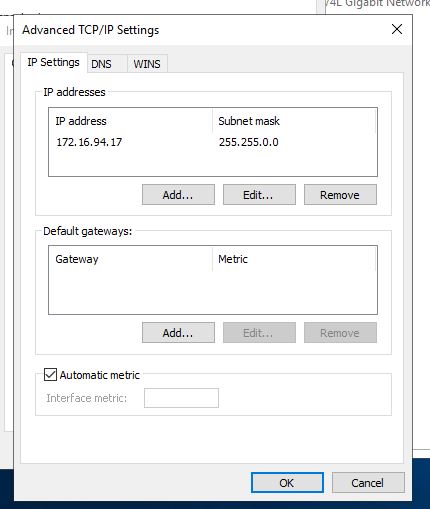 /4L Gigabit Network
Advanced TCP/IP Settings
IP Settings DNS WINS
IP addresses
IP address Subnet mask
172.16.94.17 255.255.0.0
Add... Edit... Remove
Default gateways:
Gateway Metric
Add... Edit... Remove
Automatic metric
Interface metric:
OK Cancel